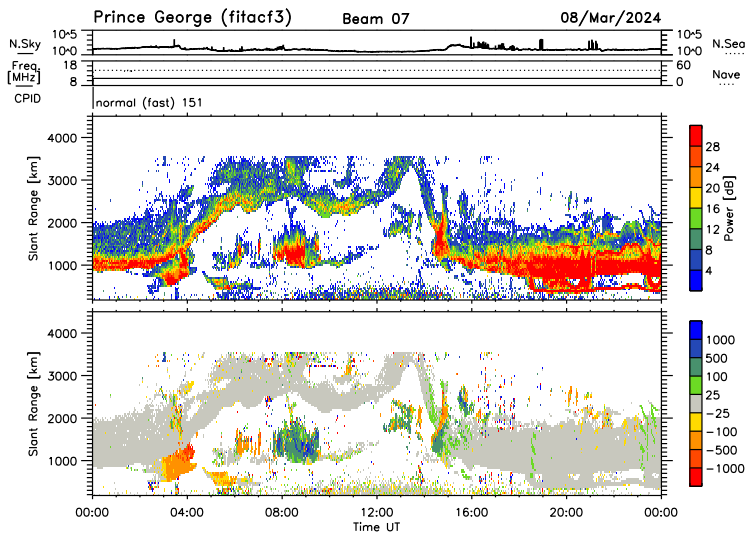 Prince George (fitacf3) Beam 07 08/Mar/2024
N.Sky 10^5 10^0 10^5 10^0 N.Sea
Freq. [MHz] 18 8 60 0 Nave
CPID normal (fast) 151
Slant Range [km]
4000
3000
2000
1000
Power [dB]
28
24
20
16
12
8
4
Slant Range [km]
4000
3000
2000
1000
1000
500
100
25
-25
-100
-500
-1000
00:00 04:00 08:00 12:00 16:00 20:00 00:00
Time UT